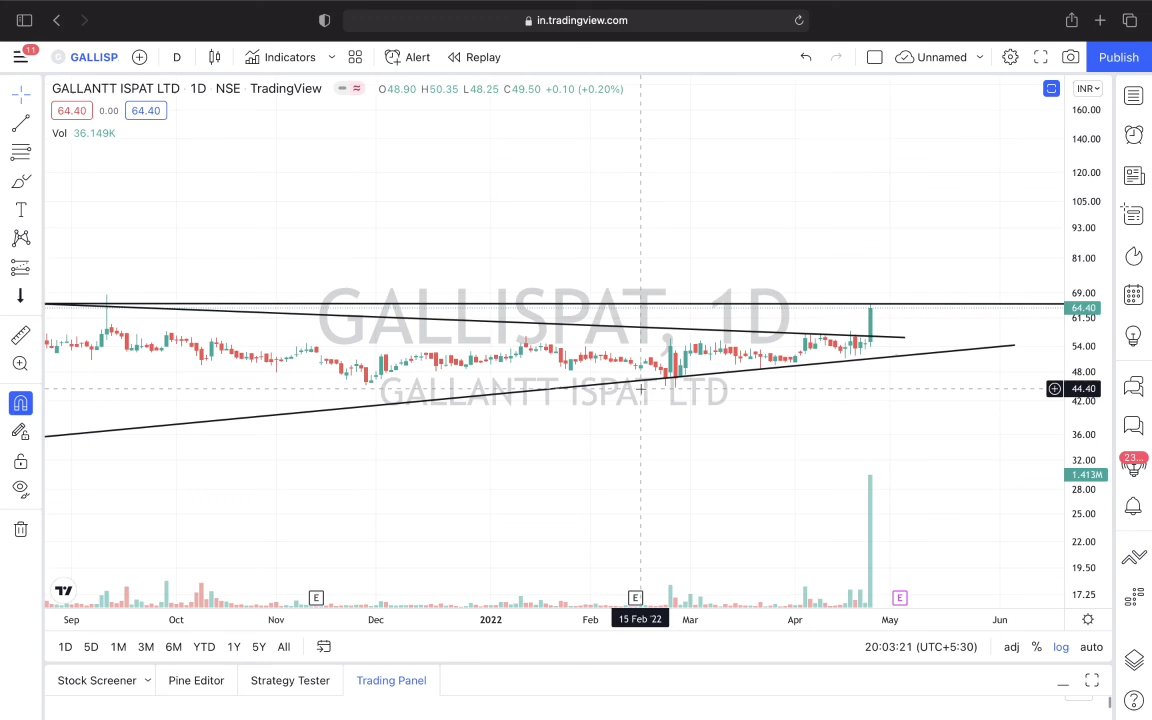 in.tradingview.com
11
G GALLISP. D Indicators Alert Replay Unnamed Publish
GALLANTT ISPAT LTD · 1D · NSE · TradingView O48.90 H50.35 L48.25 C49.50 +0.10 (+0.20%) INR
64.40 0.00 64.40
Vol 36.149K
GALLISPAT, 1D
GALLANTT ISPAT LTD
160.00
140.00
120.00
105.00
93.00
81.00
69.00
64.40
61.50
54.00
48.00
44.40
42.00
36.00
32.00
1.413M
28.00
25.00
22.00
19.50
17.25
23...
E E E
Sep Oct Nov Dec 2022 Feb 15 Feb '22 Mar Apr May Jun
1D 5D 1M 3M 6M YTD 1Y 5Y All 20:03:21 (UTC+5:30) adj % log auto
Stock Screener Pine Editor Strategy Tester Trading Panel